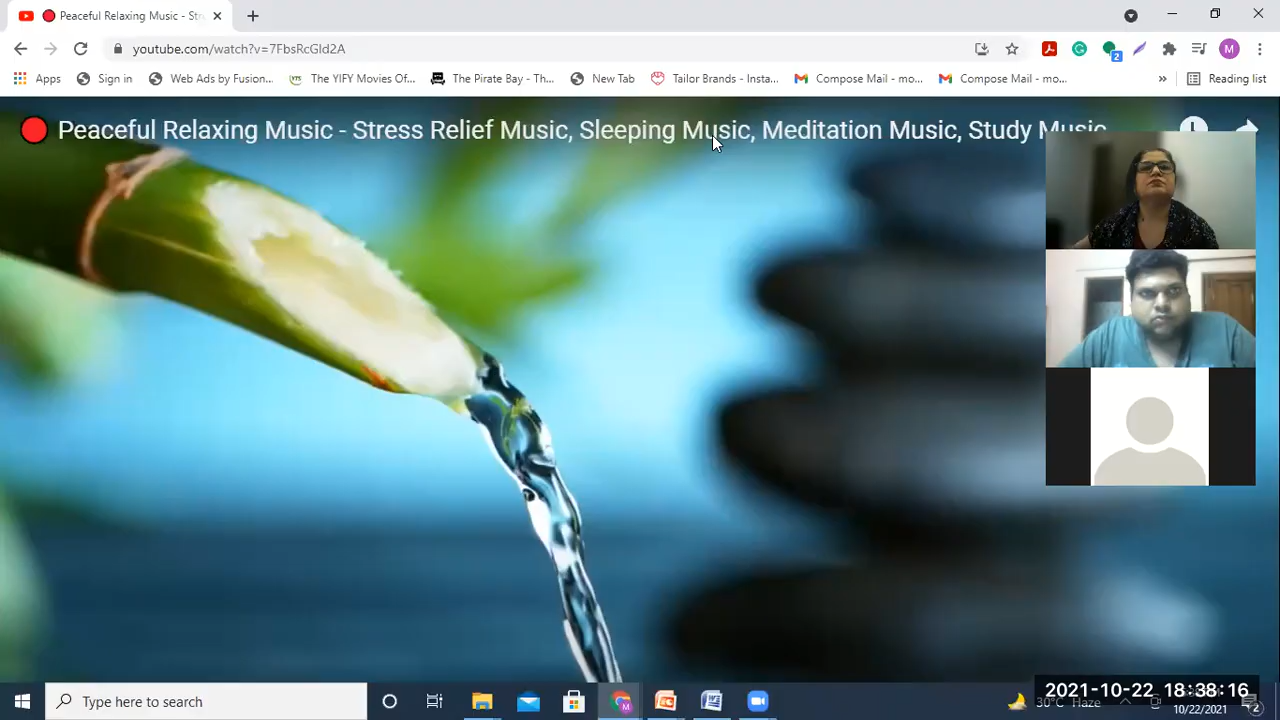 Peaceful Relaxing Music - Str
youtube.com/watch?v=7FbsRcGld2A
2
M
Apps
Sign in
Web Ads by Fusion...
The YIFY Movies Of...
The Pirate Bay - Th...
New Tab
Tailor Brands - Insta...
Compose Mail - mo...
Compose Mail - mo...
»
Reading list
Peaceful Relaxing Music - Stress Relief Music, Sleeping Music, Meditation Music, Study Music
Type here to search
30°C Haze
2021-10-22 18:38:16
10/22/2021
2